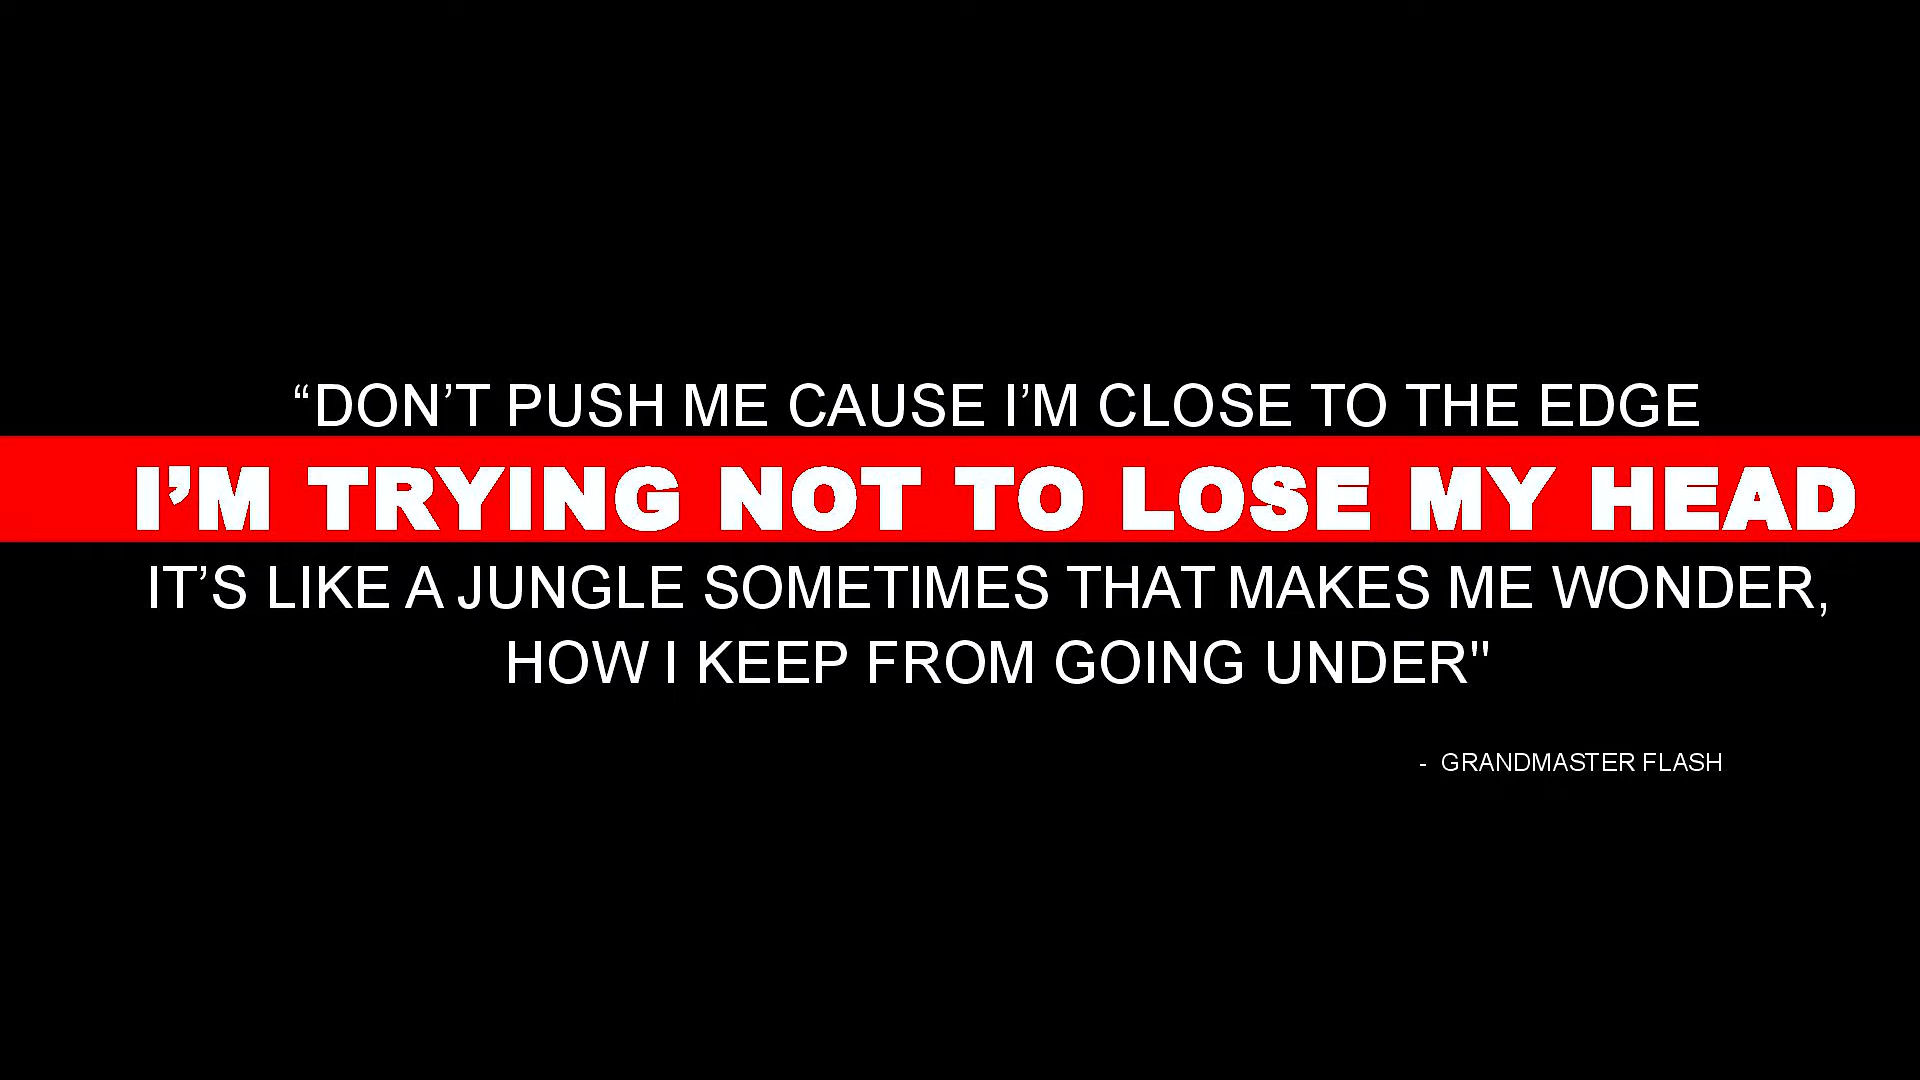 “DON’T PUSH ME CAUSE I’M CLOSE TO THE EDGE
I’M TRYING NOT TO LOSE MY HEAD
IT’S LIKE A JUNGLE SOMETIMES THAT MAKES ME WONDER,
HOW I KEEP FROM GOING UNDER"
- GRANDMASTER FLASH